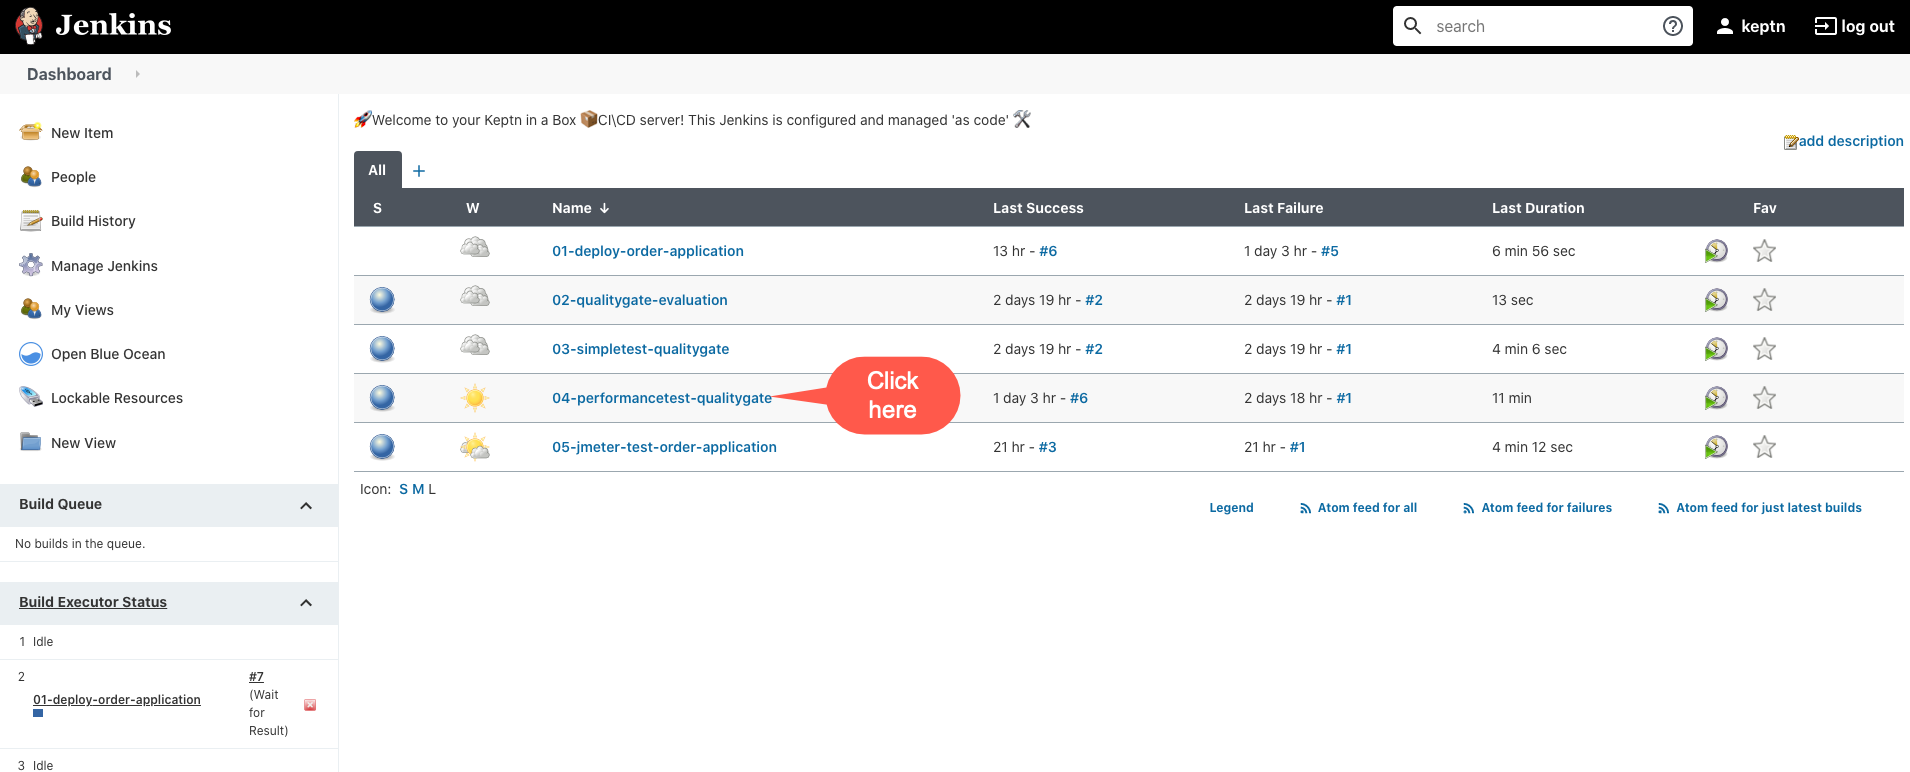 Jenkins
search
keptn
log out
Dashboard
New Item
People
Build History
Manage Jenkins
My Views
Open Blue Ocean
Lockable Resources
New View
Build Queue
No builds in the queue.
Build Executor Status
1 Idle
2
01-deploy-order-application
#7
(Wait
for
Result)
3 Idle
🚀Welcome to your Keptn in a Box 📦CI\CD server! This Jenkins is configured and managed 'as code' 🛠
add description
All +
S W Name ↓ Last Success Last Failure Last Duration Fav
01-deploy-order-application 13 hr - #6 1 day 3 hr - #5 6 min 56 sec
02-qualitygate-evaluation 2 days 19 hr - #2 2 days 19 hr - #1 13 sec
03-simpletest-qualitygate 2 days 19 hr - #2 2 days 19 hr - #1 4 min 6 sec
04-performancetest-qualitygate 1 day 3 hr - #6 2 days 18 hr - #1 11 min
Click
here
05-jmeter-test-order-application 21 hr - #3 21 hr - #1 4 min 12 sec
Icon: S M L
Legend Atom feed for all Atom feed for failures Atom feed for just latest builds